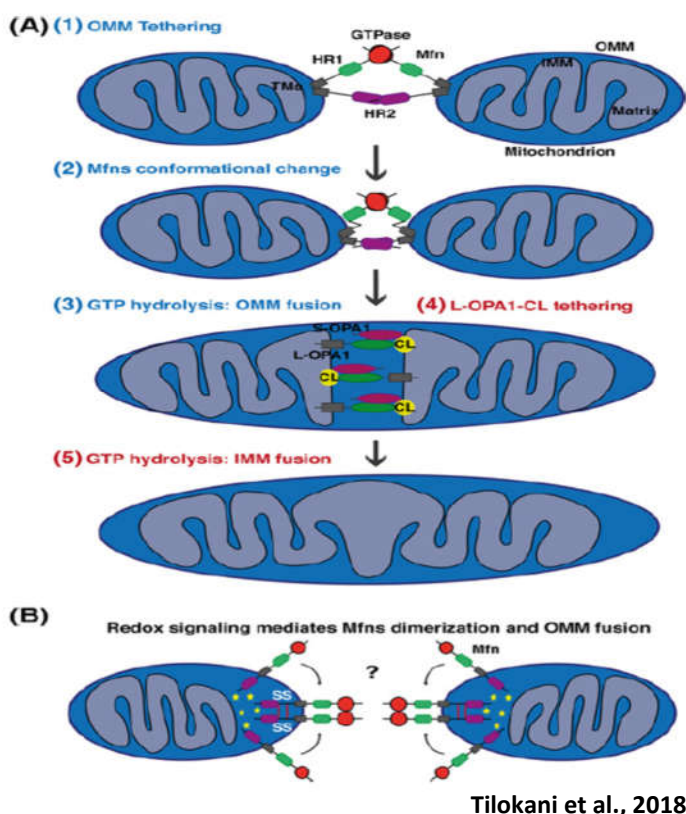 (A) (1) OMM Tethering
GTPase
HR1
Mfn
OMM
IMM
TMs
HR2
Matrix
Mitochondrion
(2) Mfns conformational change
(3) GTP hydrolysis: OMM fusion
(4) L-OPA1-CL tethering
S-OPA1
CL
L-OPA1
CL
CL
(5) GTP hydrolysis: IMM fusion
(B)
Redox signaling mediates Mfns dimerization and OMM fusion
Mfn
?
SS
SS
Tilokani et al., 2018